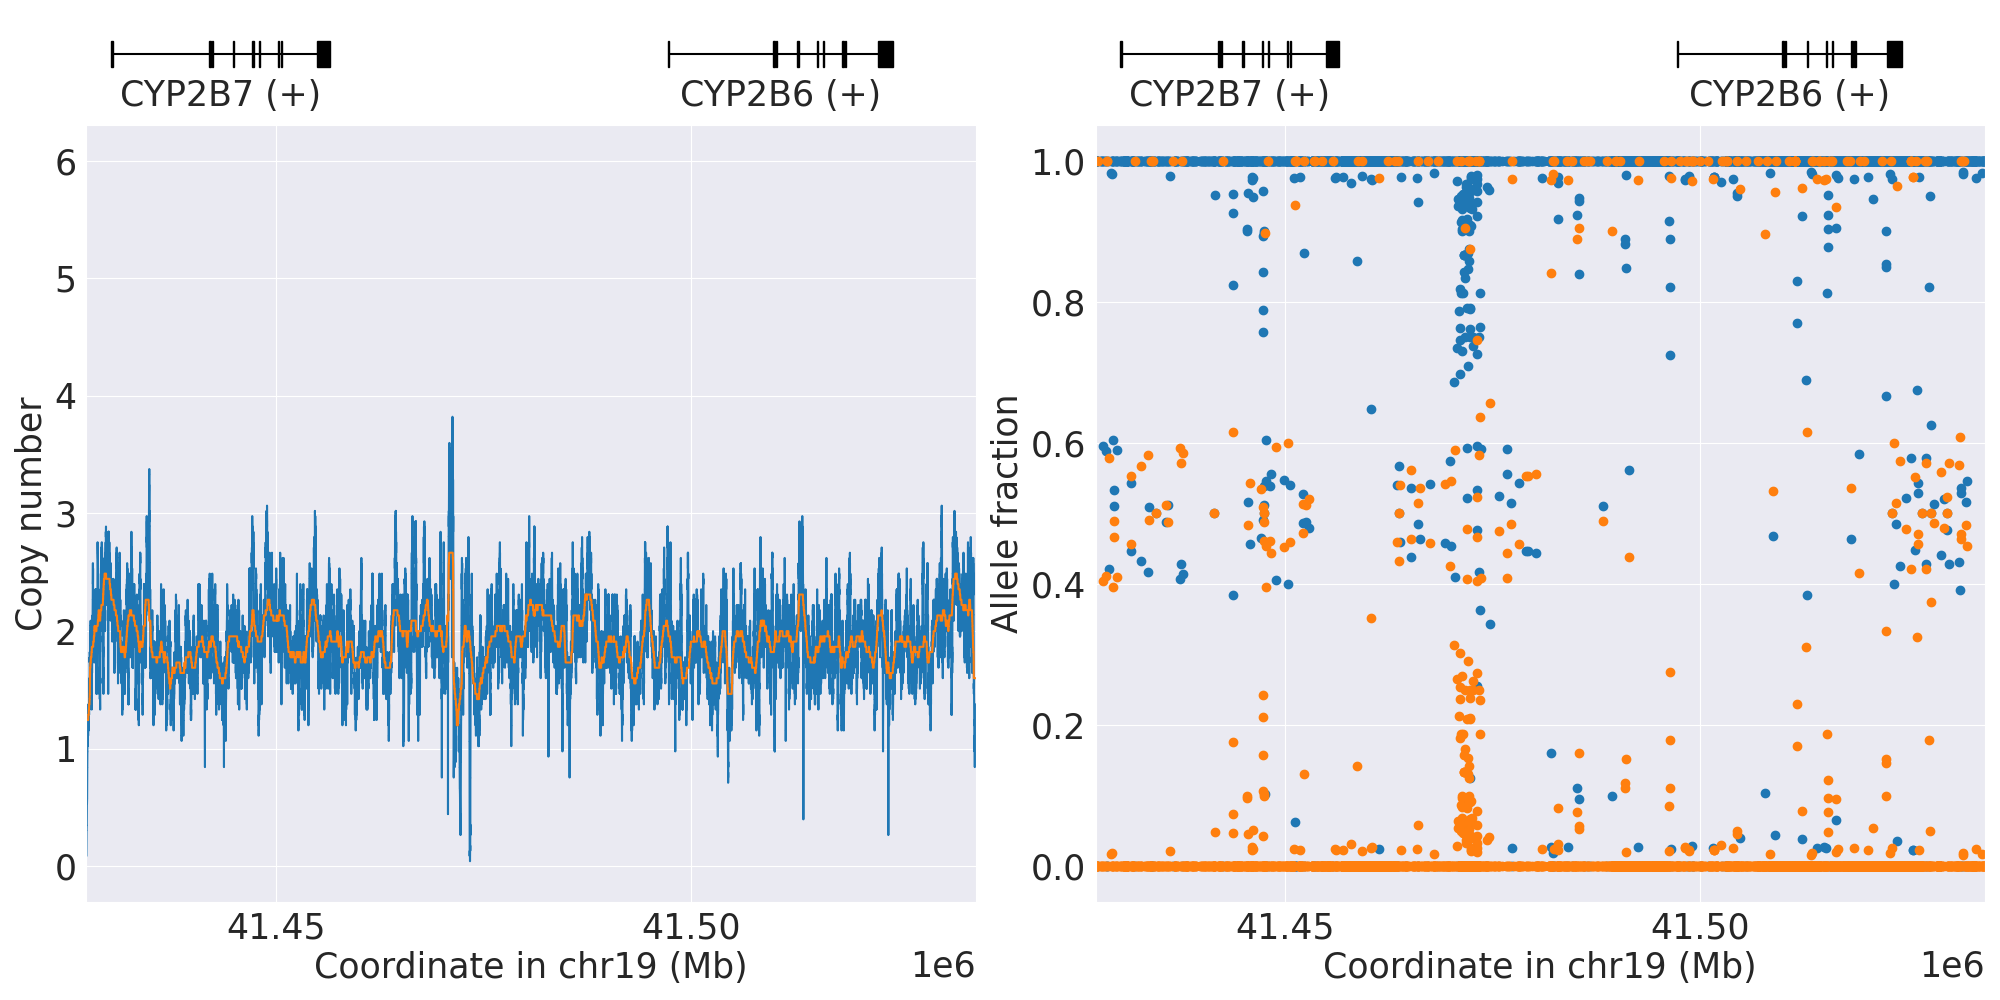 CYP2B7 (+)
CYP2B6 (+)
CYP2B7 (+)
CYP2B6 (+)
6
5
4
3
2
1
0
Copy number
41.45
41.50
Coordinate in chr19 (Mb)
1e6
1.0
0.8
0.6
0.4
0.2
0.0
Allele fraction
41.45
41.50
Coordinate in chr19 (Mb)
1e6